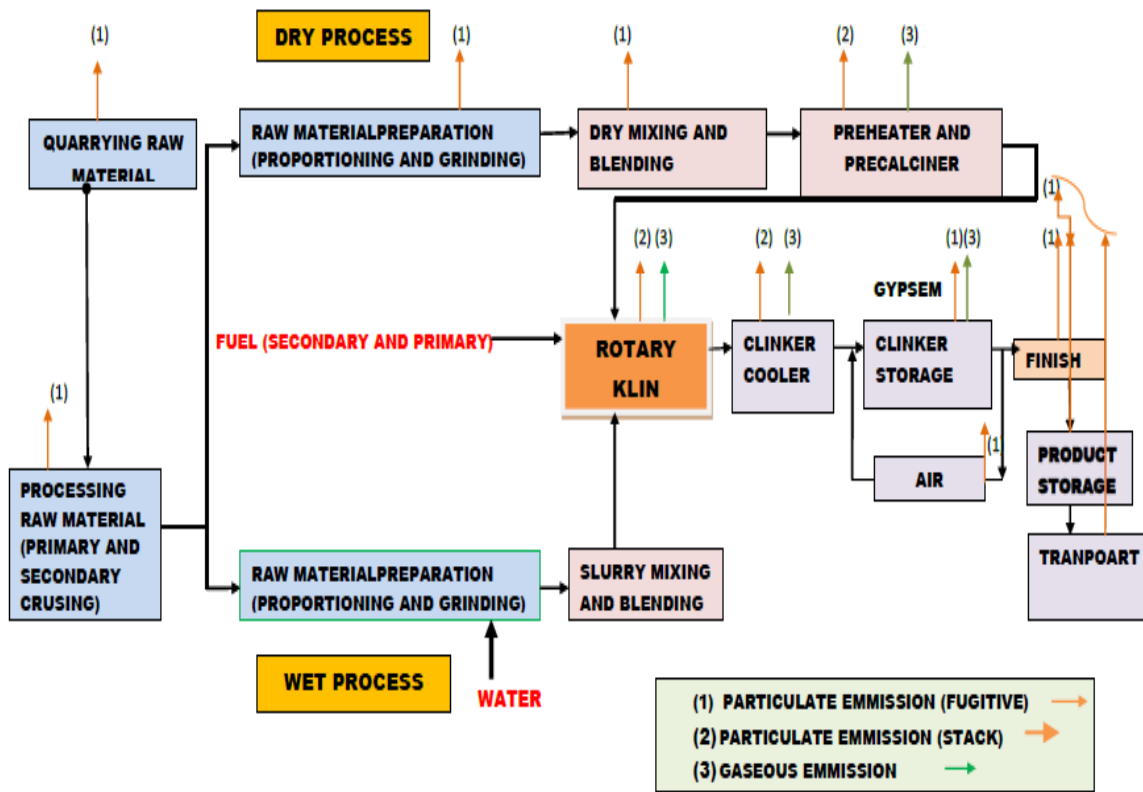 (1)
DRY PROCESS
(1)
(1)
(2)
(3)
QUARRYING RAW
MATERIAL
RAW MATERIALPREPARATION
(PROPORTIONING AND GRINDING)
DRY MIXING AND
BLENDING
PREHEATER AND
PRECALCINER
(1)
(2)
(3)
(2)
(3)
(1)
(3)
(1)
GYPSEM
FUEL (SECONDARY AND PRIMARY)
ROTARY
KLIN
CLINKER
COOLER
CLINKER
STORAGE
FINISH
(1)
(1)
AIR
PRODUCT
STORAGE
PROCESSING
RAW MATERIAL
(PRIMARY AND
SECONDARY
CRUSING)
RAW MATERIALPREPARATION
(PROPORTIONING AND GRINDING)
SLURRY MIXING
AND BLENDING
TRANPOART
WET PROCESS
WATER
(1) PARTICULATE EMMISSION (FUGITIVE)
(2) PARTICULATE EMMISSION (STACK)
(3) GASEOUS EMMISSION